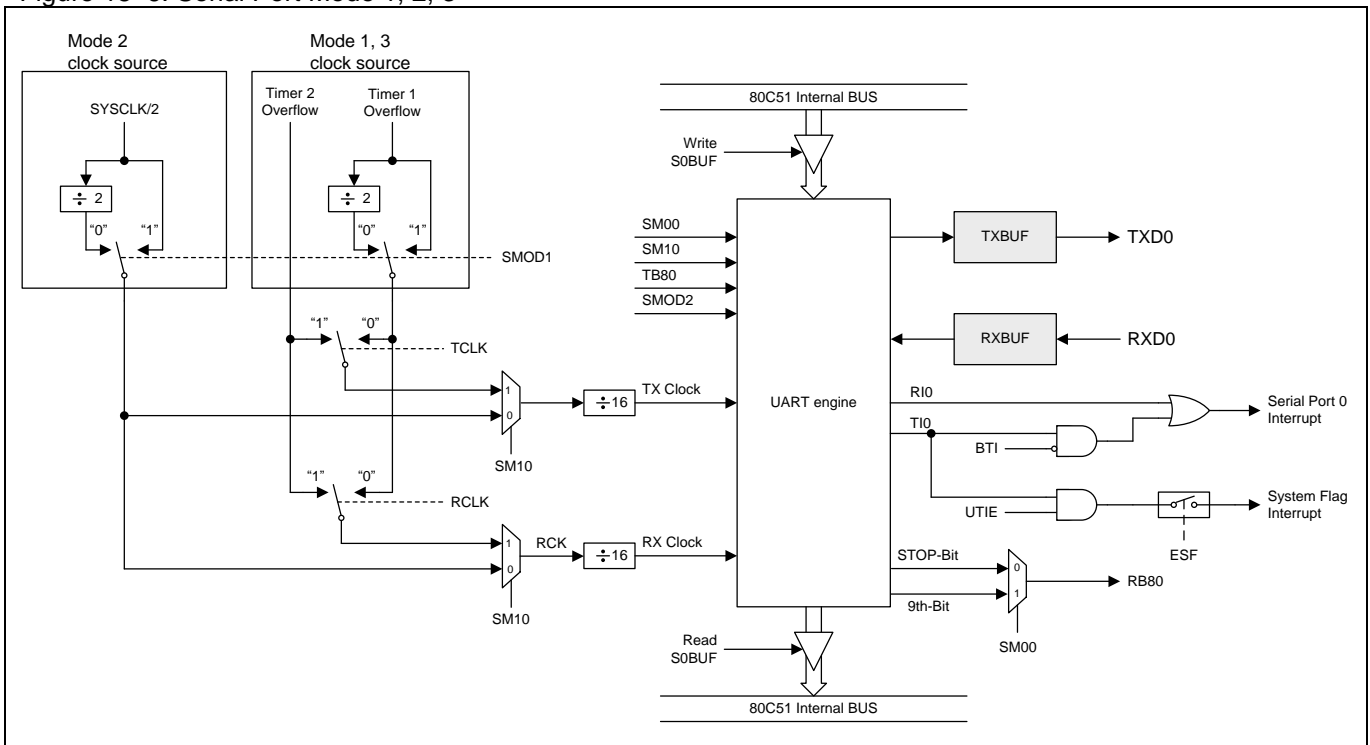 Mode 2
clock source
Mode 1, 3
clock source
SYSCLK/2
Timer 2
Overflow
Timer 1
Overflow
÷ 2
÷ 2
“0”
“1”
“0”
“1”
SMOD1
“1”
“0”
TCLK
1
0
SM10
÷16
TX Clock
“1”
“0”
RCLK
1
0
SM10
RCK
÷16
RX Clock
80C51 Internal BUS
Write
S0BUF
SM00
SM10
TB80
SMOD2
UART engine
TXBUF
TXD0
RXBUF
RXD0
RI0
TI0
BTI
Serial Port 0
Interrupt
UTIE
ESF
System Flag
Interrupt
STOP-Bit
9th-Bit
0
1
SM00
RB80
Read
S0BUF
80C51 Internal BUS